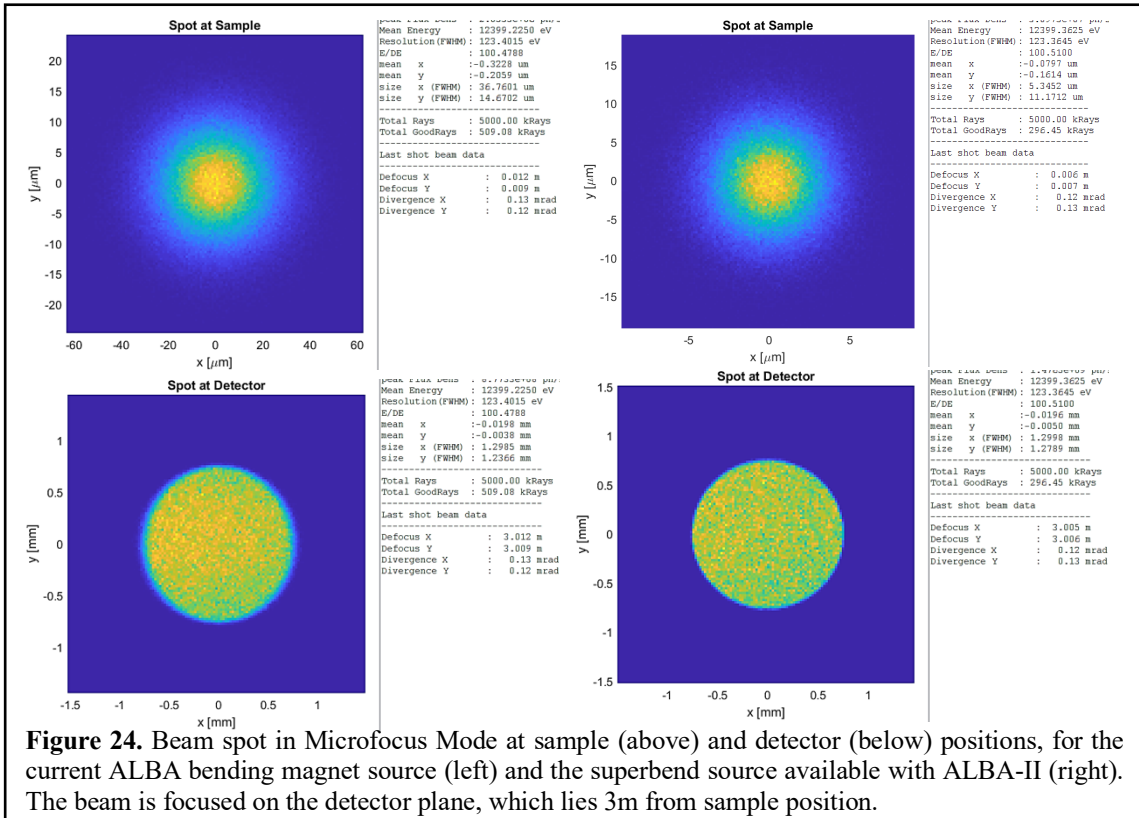 Spot at Sample
24
20
15
10
5
0
-5
-10
-15
-20
y [μm]
-60 -40 -20 0 20 40 60
x [μm]
Mean Energy : 12399.2250 eV
Resolution(FWHM): 123.4015 eV
E/DE : 100.4788
mean x :-0.3228 um
mean y :-0.2059 um
size x (FWHM) : 36.7601 um
size y (FWHM) : 14.6702 um
------------------------------
Total Rays : 5000.00 kRays
Total GoodRays : 509.08 kRays
------------------------------
Last shot beam data
------------------------------
Defocus X : 0.012 m
Defocus Y : 0.009 m
Divergence X : 0.13 mrad
Divergence Y : 0.12 mrad
Spot at Sample
15
10
5
0
-5
-10
-15
y [μm]
-5 0 5
x [μm]
Mean Energy : 12399.3625 eV
Resolution(FWHM): 123.3645 eV
E/DE : 100.5100
mean x :-0.0797 um
mean y :-0.1614 um
size x (FWHM) : 5.3452 um
size y (FWHM) : 11.1712 um
------------------------------
Total Rays : 5000.00 kRays
Total GoodRays : 296.45 kRays
------------------------------
Last shot beam data
------------------------------
Defocus X : 0.006 m
Defocus Y : 0.007 m
Divergence X : 0.12 mrad
Divergence Y : 0.13 mrad
Spot at Detector
1
0.5
0
-0.5
-1
y [mm]
-1.5 -1 -0.5 0 0.5 1
x [mm]
Mean Energy : 12399.2250 eV
Resolution(FWHM): 123.4015 eV
E/DE : 100.4788
mean x :-0.0198 mm
mean y :-0.0038 mm
size x (FWHM) : 1.2985 mm
size y (FWHM) : 1.2366 mm
------------------------------
Total Rays : 5000.00 kRays
Total GoodRays : 509.08 kRays
------------------------------
Last shot beam data
------------------------------
Defocus X : 3.012 m
Defocus Y : 3.009 m
Divergence X : 0.13 mrad
Divergence Y : 0.12 mrad
Spot at Detector
1.5
1
0.5
0
-0.5
-1
-1.5
y [mm]
-1.5 -1 -0.5 0 0.5 1
x [mm]
Mean Energy : 12399.3625 eV
Resolution(FWHM): 123.3645 eV
E/DE : 100.5100
mean x :-0.0196 mm
mean y :-0.0050 mm
size x (FWHM) : 1.2998 mm
size y (FWHM) : 1.2789 mm
------------------------------
Total Rays : 5000.00 kRays
Total GoodRays : 296.45 kRays
------------------------------
Last shot beam data
------------------------------
Defocus X : 3.005 m
Defocus Y : 3.006 m
Divergence X : 0.12 mrad
Divergence Y : 0.13 mrad
Figure 24. Beam spot in Microfocus Mode at sample (above) and detector (below) positions, for the
current ALBA bending magnet source (left) and the superbend source available with ALBA-II (right).
The beam is focused on the detector plane, which lies 3m from sample position.